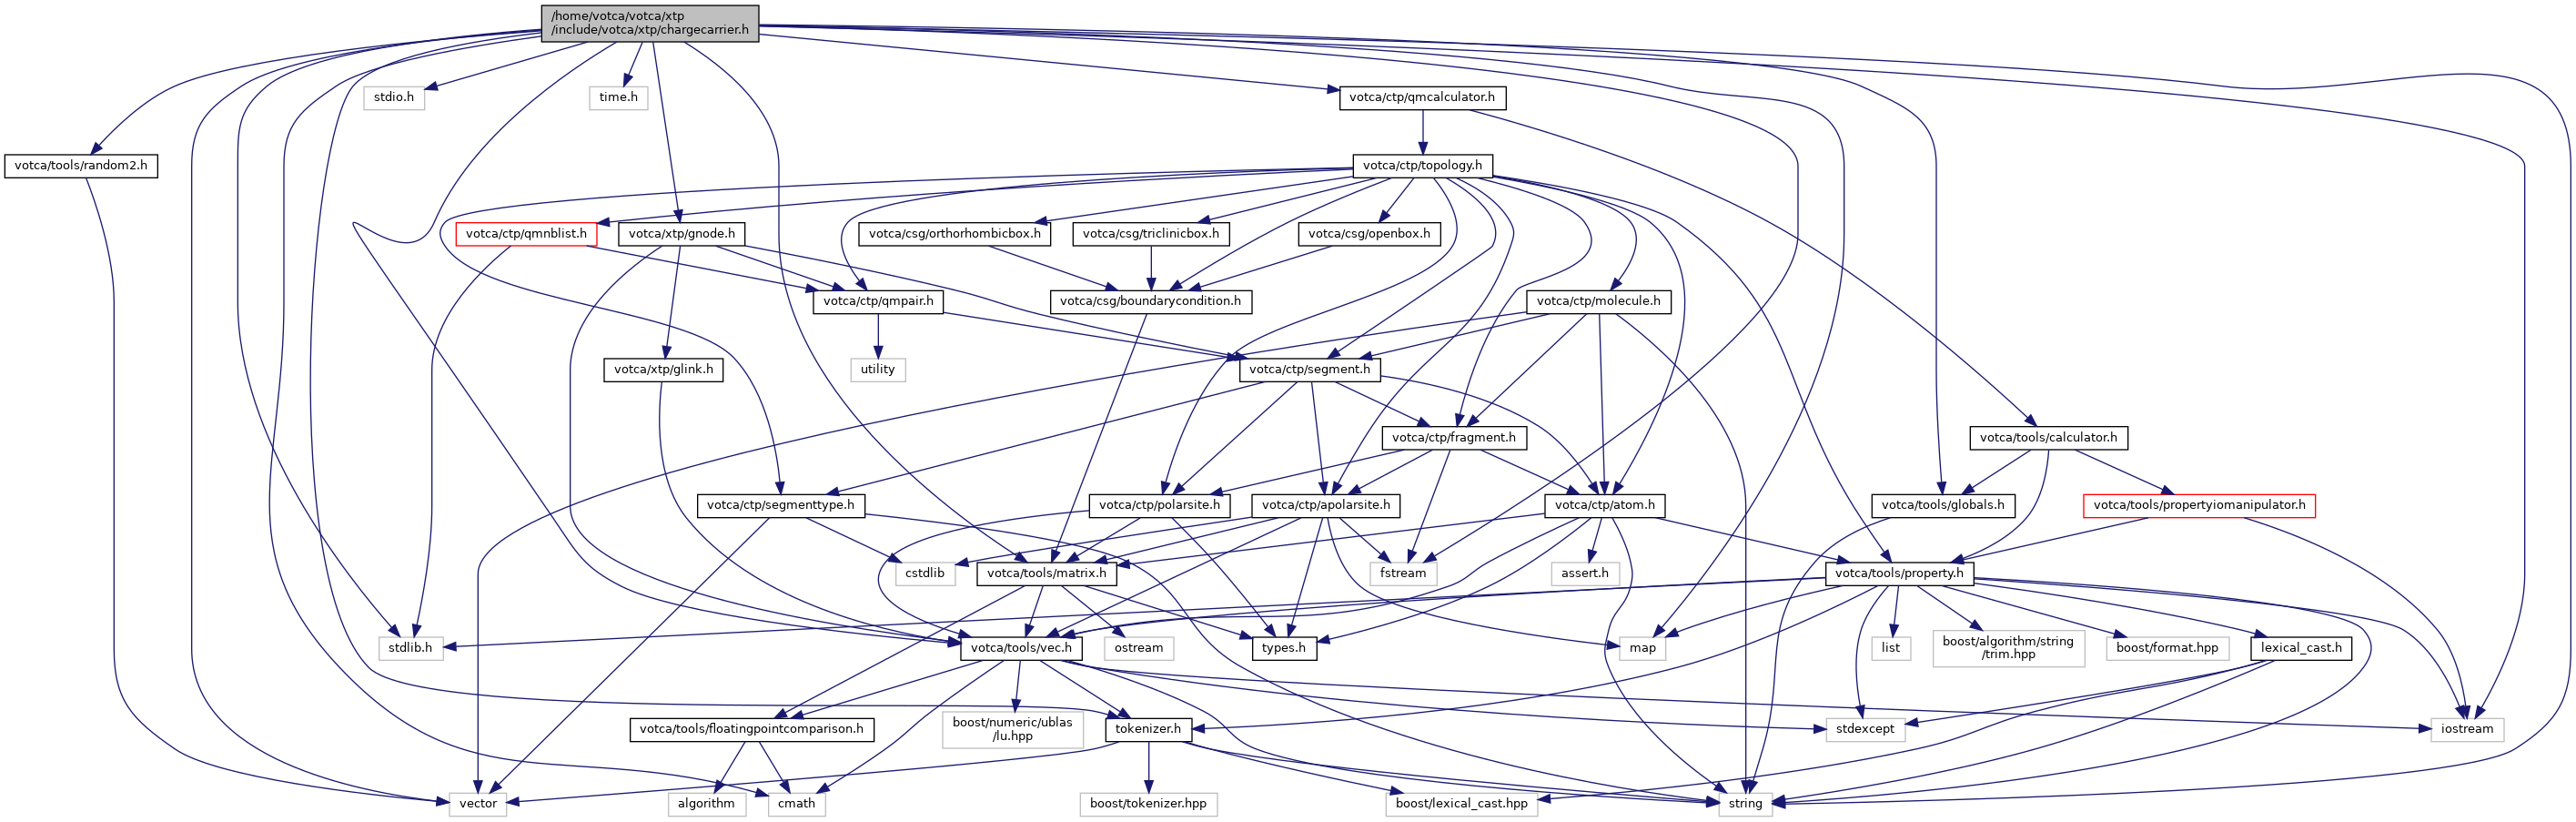 /home/votca/votca/xtp
/include/votca/xtp/chargecarrier.h
stdio.h
time.h
votca/ctp/qmcalculator.h
votca/tools/random2.h
votca/ctp/topology.h
votca/ctp/qmnblist.h
votca/xtp/gnode.h
votca/csg/orthorhombicbox.h
votca/csg/triclinicbox.h
votca/csg/openbox.h
votca/ctp/qmpair.h
votca/csg/boundarycondition.h
votca/ctp/molecule.h
votca/xtp/glink.h
utility
votca/ctp/segment.h
votca/ctp/fragment.h
votca/tools/calculator.h
votca/ctp/segmenttype.h
votca/ctp/polarsite.h
votca/ctp/apolarsite.h
votca/ctp/atom.h
votca/tools/globals.h
votca/tools/propertyiomanipulator.h
cstdlib
votca/tools/matrix.h
fstream
assert.h
votca/tools/property.h
stdlib.h
votca/tools/vec.h
ostream
types.h
map
list
boost/algorithm/string
/trim.hpp
boost/format.hpp
lexical_cast.h
votca/tools/floatingpointcomparison.h
boost/numeric/ublas
/lu.hpp
tokenizer.h
stdexcept
iostream
vector
algorithm
cmath
boost/tokenizer.hpp
boost/lexical_cast.hpp
string